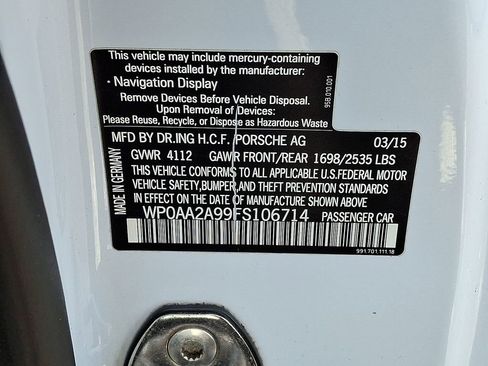 This vehicle may include mercury-containing
devices installed by the manufacturer:
· Navigation Display
Remove Devices Before Vehicle Disposal.
Upon Removal of Devices:
Please Reuse, Recycle, or Dispose as Hazardous Waste
958.010.001
MFD BY DR.ING H.C.F. PORSCHE AG 03/15
GVWR 4112 GAWR FRONT/REAR 1698/2535 LBS
THIS VEHICLE CONFORMS TO ALL APPLICABLE U.S.FEDERAL MOTOR
VEHICLE SAFETY,BUMPER,AND THEFT PREVENTION STANDARDS
IN EFFECT ON THE DATE OF MANUFACTURE SHOWN ABOVE.
WP0AA2A99FS106714 PASSENGER CAR
MADE IN GERMANY
991.701.111.18